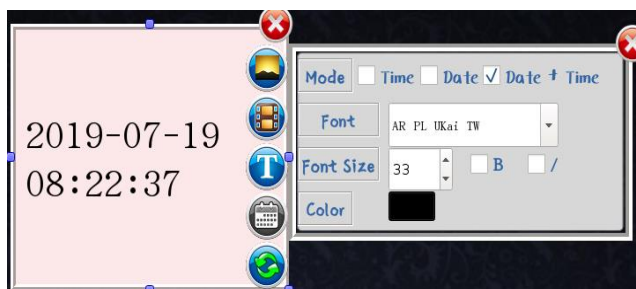 2019-07-19
08:22:37
Mode Time Date Date + Time
Font AR PL UKai TW
Font Size 33 B /
Color